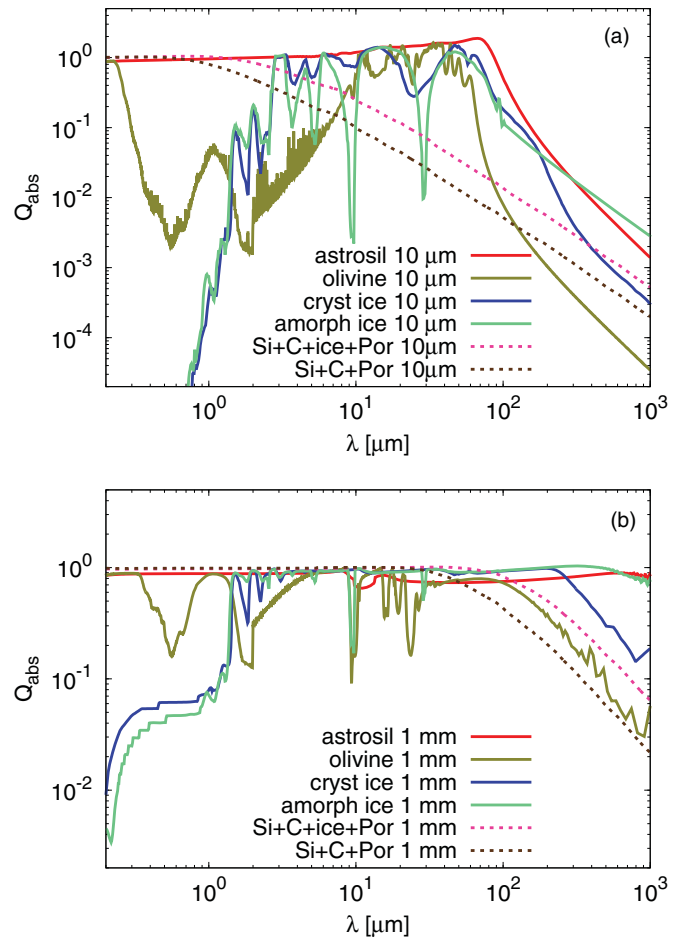 (a)
10⁰
10⁻¹
10⁻²
10⁻³
10⁻⁴
Q_abs
astrosil 10 μm
olivine 10 μm
cryst ice 10 μm
amorph ice 10 μm
Si+C+ice+Por 10μm
Si+C+Por 10μm
10⁰ 10¹ 10² 10³
λ [μm]
(b)
10⁰
10⁻¹
10⁻²
Q_abs
astrosil 1 mm
olivine 1 mm
cryst ice 1 mm
amorph ice 1 mm
Si+C+ice+Por 1 mm
Si+C+Por 1 mm
10⁰ 10¹ 10² 10³
λ [μm]